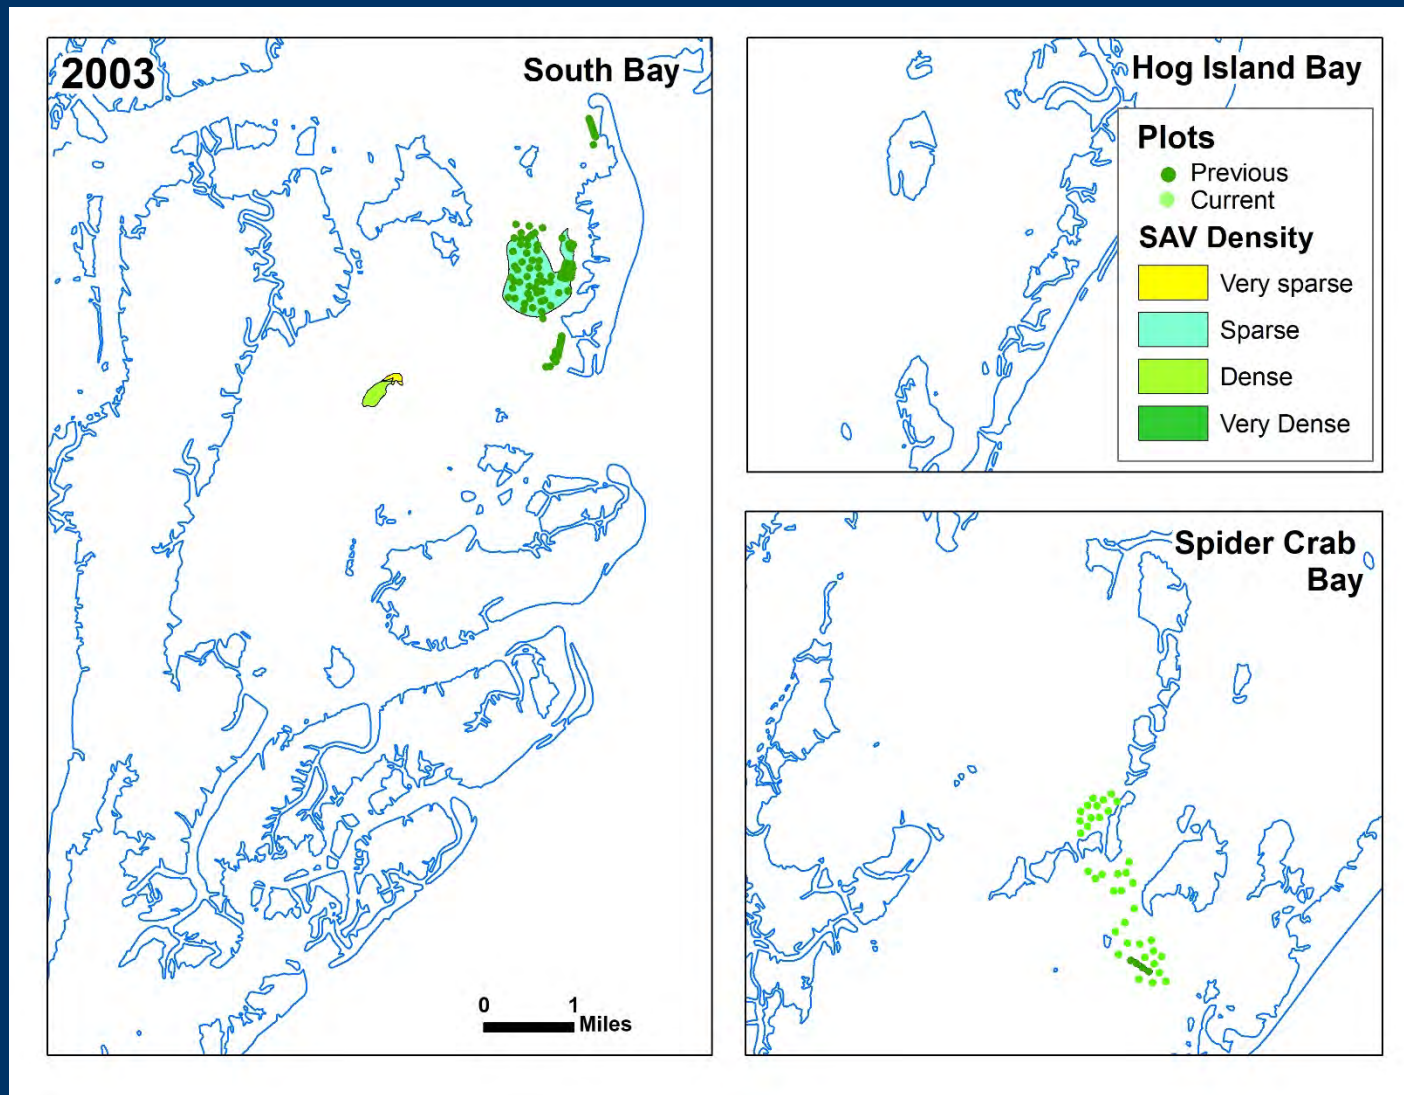 2003
South Bay
0 1
Miles
Hog Island Bay
Plots
Previous
Current
SAV Density
Very sparse
Sparse
Dense
Very Dense
Spider Crab
Bay